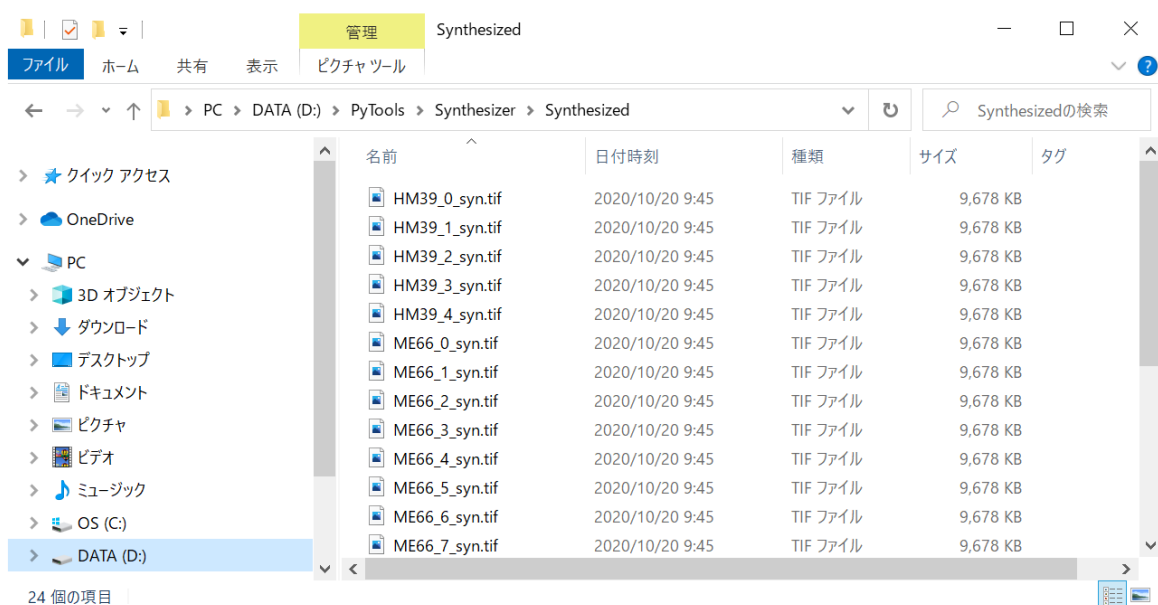 管理 Synthesized
ファイル ホーム 共有 表示 ピクチャ ツール
PC DATA (D:) PyTools Synthesizer Synthesized Synthesizedの検索
名前 日付時刻 種類 サイズ タグ
クイック アクセス
OneDrive
PC
3D オブジェクト
ダウンロード
デスクトップ
ドキュメント
ピクチャ
ビデオ
ミュージック
OS (C:)
DATA (D:)
HM39_0_syn.tif 2020/10/20 9:45 TIF ファイル 9,678 KB
HM39_1_syn.tif 2020/10/20 9:45 TIF ファイル 9,678 KB
HM39_2_syn.tif 2020/10/20 9:45 TIF ファイル 9,678 KB
HM39_3_syn.tif 2020/10/20 9:45 TIF ファイル 9,678 KB
HM39_4_syn.tif 2020/10/20 9:45 TIF ファイル 9,678 KB
ME66_0_syn.tif 2020/10/20 9:45 TIF ファイル 9,678 KB
ME66_1_syn.tif 2020/10/20 9:45 TIF ファイル 9,678 KB
ME66_2_syn.tif 2020/10/20 9:45 TIF ファイル 9,678 KB
ME66_3_syn.tif 2020/10/20 9:45 TIF ファイル 9,678 KB
ME66_4_syn.tif 2020/10/20 9:45 TIF ファイル 9,678 KB
ME66_5_syn.tif 2020/10/20 9:45 TIF ファイル 9,678 KB
ME66_6_syn.tif 2020/10/20 9:45 TIF ファイル 9,678 KB
ME66_7_syn.tif 2020/10/20 9:45 TIF ファイル 9,678 KB
24 個の項目